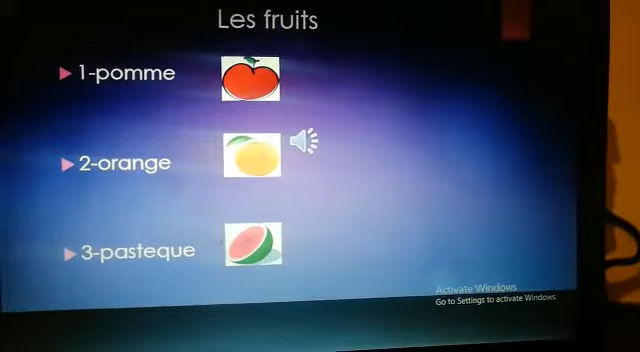 Les fruits
1-pomme
2-orange
3-pasteque
Activate Windows
Go to Settings to activate Windows.